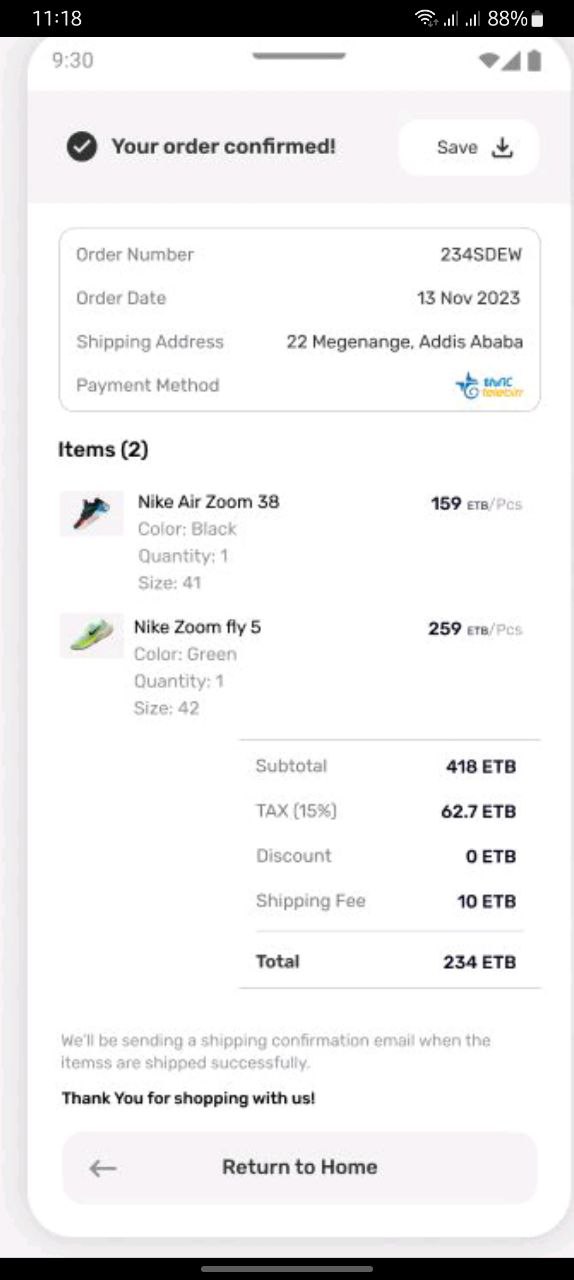 11:18 88%
9:30
Your order confirmed! Save
Order Number 234SDEW
Order Date 13 Nov 2023
Shipping Address 22 Megenange, Addis Ababa
Payment Method
telebirr
Items (2)
Nike Air Zoom 38 159 ETB/Pcs
Color: Black
Quantity: 1
Size: 41
Nike Zoom fly 5 259 ETB/Pcs
Color: Green
Quantity: 1
Size: 42
Subtotal 418 ETB
TAX (15%) 62.7 ETB
Discount 0 ETB
Shipping Fee 10 ETB
Total 234 ETB
We'll be sending a shipping confirmation email when the
itemss are shipped successfully.
Thank You for shopping with us!
Return to Home